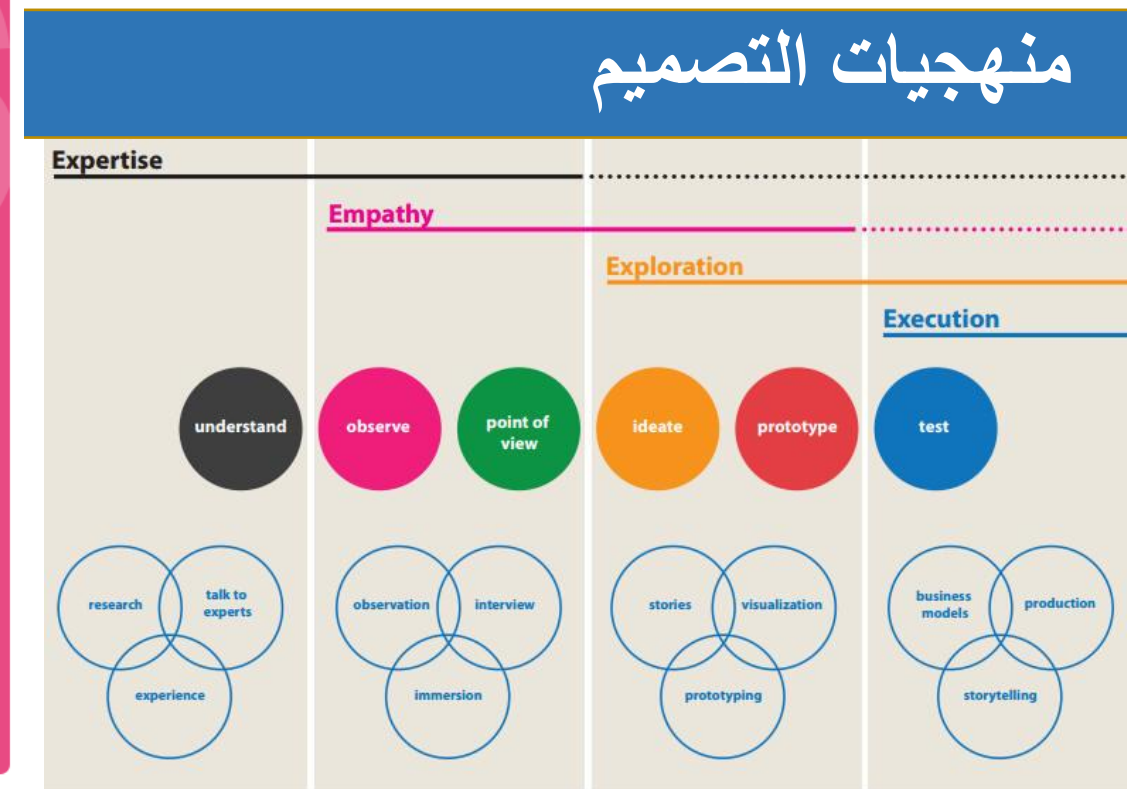 منهجيات التصميم
Expertise
Empathy
Exploration
Execution
understand
observe
point of
view
ideate
prototype
test
research
talk to
experts
experience
observation
interview
immersion
stories
visualization
prototyping
business
models
production
storytelling